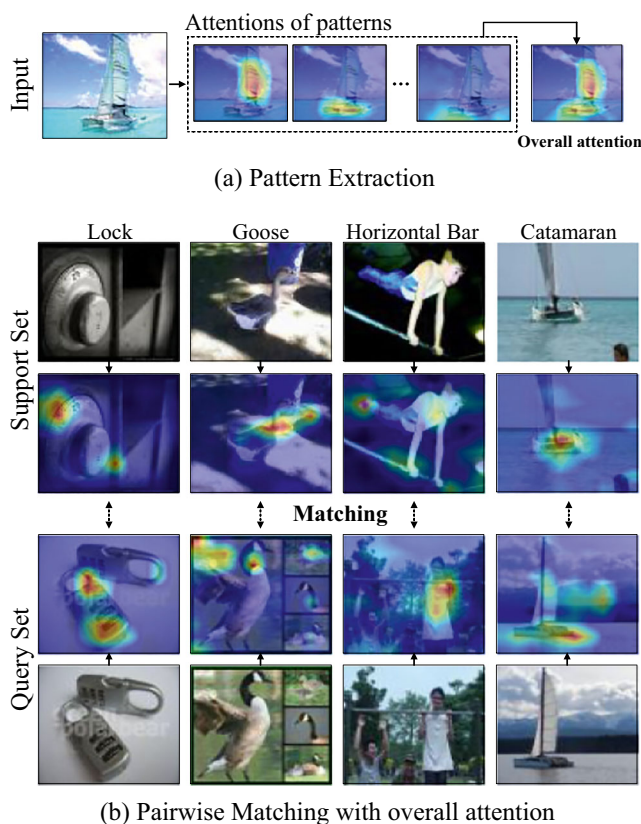 Attentions of patterns
Input
...
Overall attention
(a) Pattern Extraction
Lock Goose Horizontal Bar Catamaran
Support Set
Matching
Query Set
(b) Pairwise Matching with overall attention